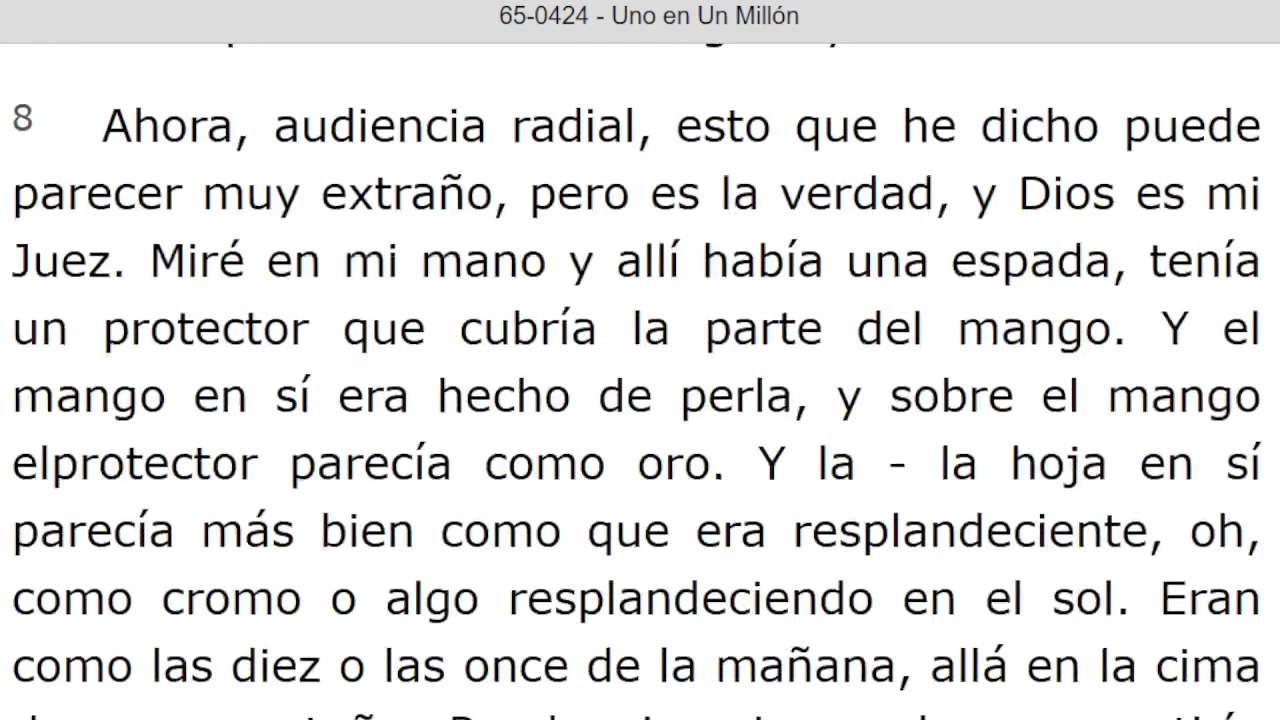 65-0424 - Uno en Un Millón
8 Ahora, audiencia radial, esto que he dicho puede
parecer muy extraño, pero es la verdad, y Dios es mi
Juez. Miré en mi mano y allí había una espada, tenía
un protector que cubría la parte del mango. Y el
mango en sí era hecho de perla, y sobre el mango
elprotector parecía como oro. Y la - la hoja en sí
parecía más bien como que era resplandeciente, oh,
como cromo o algo resplandeciendo en el sol. Eran
como las diez o las once de la mañana, allá en la cima